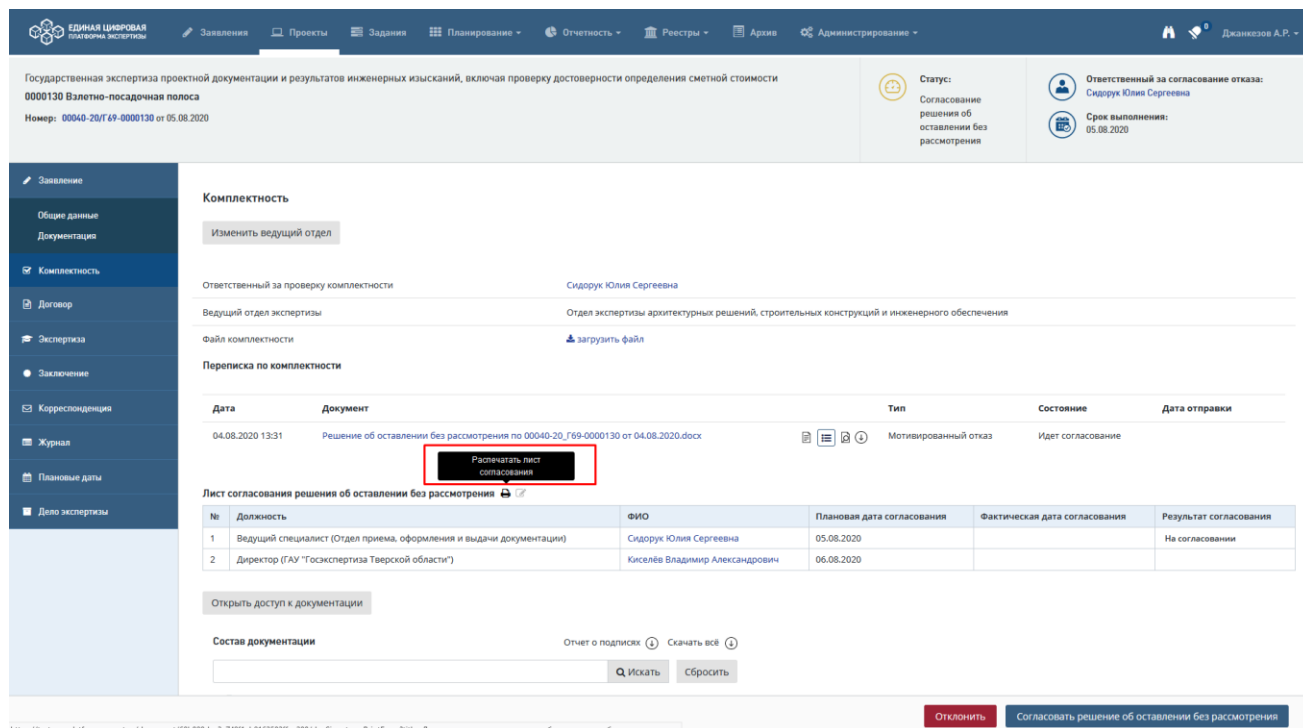 ЕДИНАЯ ЦИФРОВАЯ
ПЛАТФОРМА ЭКСПЕРТИЗЫ
Заявления
Проекты
Задания
Планирование
Отчетность
Реестры
Архив
Администрирование
0
Джанкезов А.Р.
Государственная экспертиза проектной документации и результатов инженерных изысканий, включая проверку достоверности определения сметной стоимости
0000130 Взлетно-посадочная полоса
Номер: 00040-20/Г69-0000130 от 05.08.2020
Статус:
Согласование
решения об
оставлении без
рассмотрения
Ответственный за согласование отказа:
Сидорук Юлия Сергеевна
Срок выполнения:
05.08.2020
Заявление
Общие данные
Документация
Комплектность
Договор
Экспертиза
Заключение
Корреспонденция
Журнал
Плановые даты
Дело экспертизы
Комплектность
Изменить ведущий отдел
Ответственный за проверку комплектности Сидорук Юлия Сергеевна
Ведущий отдел экспертизы Отдел экспертизы архитектурных решений, строительных конструкций и инженерного обеспечения
Файл комплектности загрузить файл
Переписка по комплектности
Дата Документ Тип Состояние Дата отправки
04.08.2020 13:31 Решение об оставлении без рассмотрения по 00040-20_Г69-0000130 от 04.08.2020.docx Мотивированный отказ Идет согласование
Распечатать лист
согласования
Лист согласования решения об оставлении без рассмотрения
№ Должность ФИО Плановая дата согласования Фактическая дата согласования Результат согласования
1 Ведущий специалист (Отдел приема, оформления и выдачи документации) Сидорук Юлия Сергеевна 05.08.2020 На согласовании
2 Директор (ГАУ "Госэкспертиза Тверской области") Киселёв Владимир Александрович 06.08.2020
Открыть доступ к документации
Состав документации Отчет о подписях Скачать всё
Искать Сбросить
Отклонить Согласовать решение об оставлении без рассмотрения